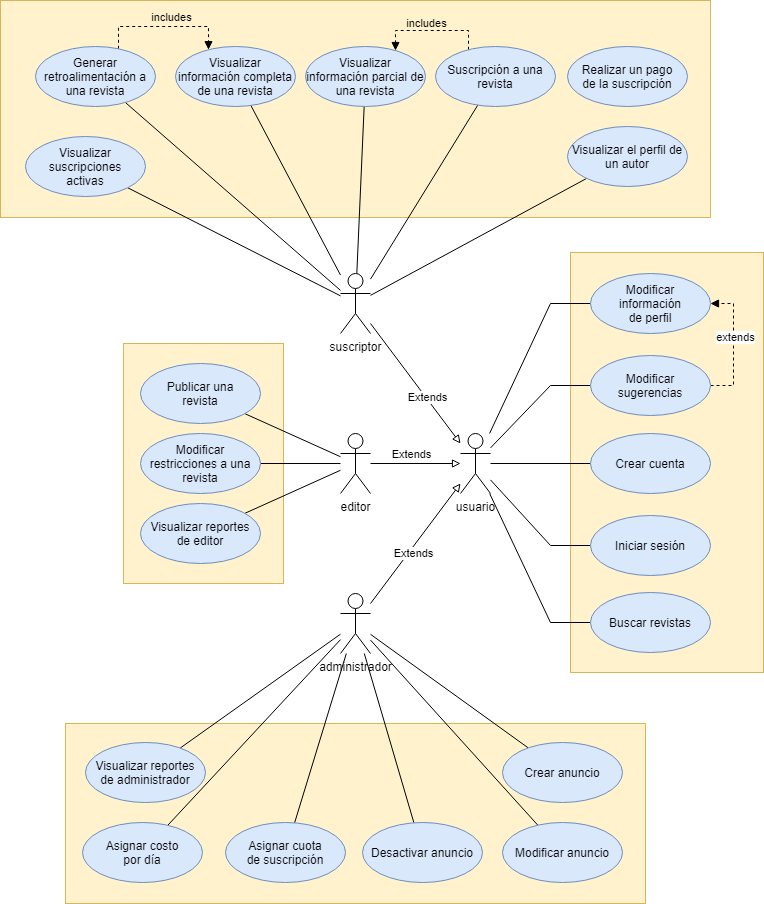 includes
includes
Generar
retroalimentación a
una revista
Visualizar
información completa
de una revista
Visualizar
información parcial de
una revista
Suscripción a una
revista
Realizar un pago
de la suscripción
Visualizar
suscripciones
activas
Visualizar el perfil de
un autor
suscriptor
Modificar
información
de perfil
extends
Modificar
sugerencias
Crear cuenta
Iniciar sesión
Buscar revistas
Extends
Extends
Extends
usuario
Publicar una
revista
Modificar
restricciones a una
revista
Visualizar reportes
de editor
editor
administrador
Visualizar reportes
de administrador
Crear anuncio
Asignar costo
por día
Asignar cuota
de suscripción
Desactivar anuncio
Modificar anuncio